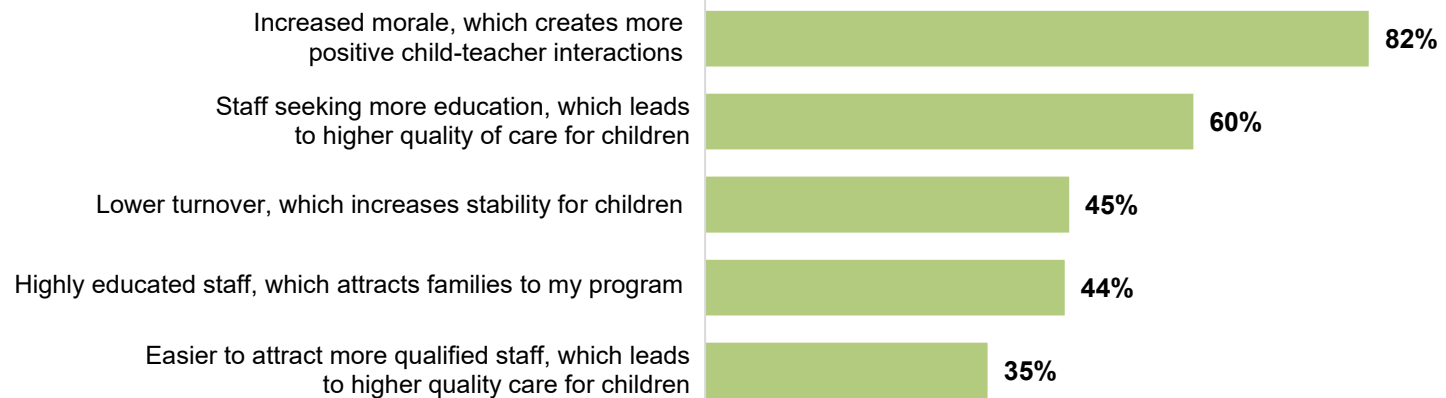 Increased morale, which creates more
positive child-teacher interactions
82%
Staff seeking more education, which leads
to higher quality of care for children
60%
Lower turnover, which increases stability for children
45%
Highly educated staff, which attracts families to my program
44%
Easier to attract more qualified staff, which leads
to higher quality care for children
35%